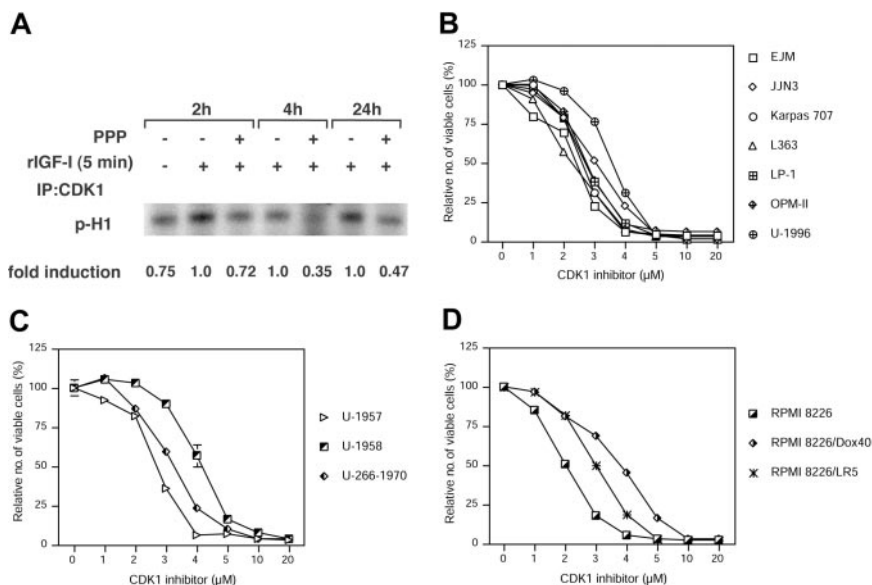 A
2h 4h 24h
PPP - - + - + - +
rIGF-I (5 min) - + + + + + +
IP:CDK1
p-H1
fold induction 0.75 1.0 0.72 1.0 0.35 1.0 0.47
B
Relative no. of viable cells (%)
125
100
75
50
25
0
0 1 2 3 4 5 10 20
CDK1 inhibitor (µM)
EJM
JJN3
Karpas 707
L363
LP-1
OPM-II
U-1996
C
Relative no. of viable cells (%)
125
100
75
50
25
0
0 1 2 3 4 5 10 20
CDK1 inhibitor (µM)
U-1957
U-1958
U-266-1970
D
Relative no. of viable cells (%)
125
100
75
50
25
0
0 1 2 3 4 5 10 20
CDK1 inhibitor (µM)
RPMI 8226
RPMI 8226/Dox40
RPMI 8226/LR5